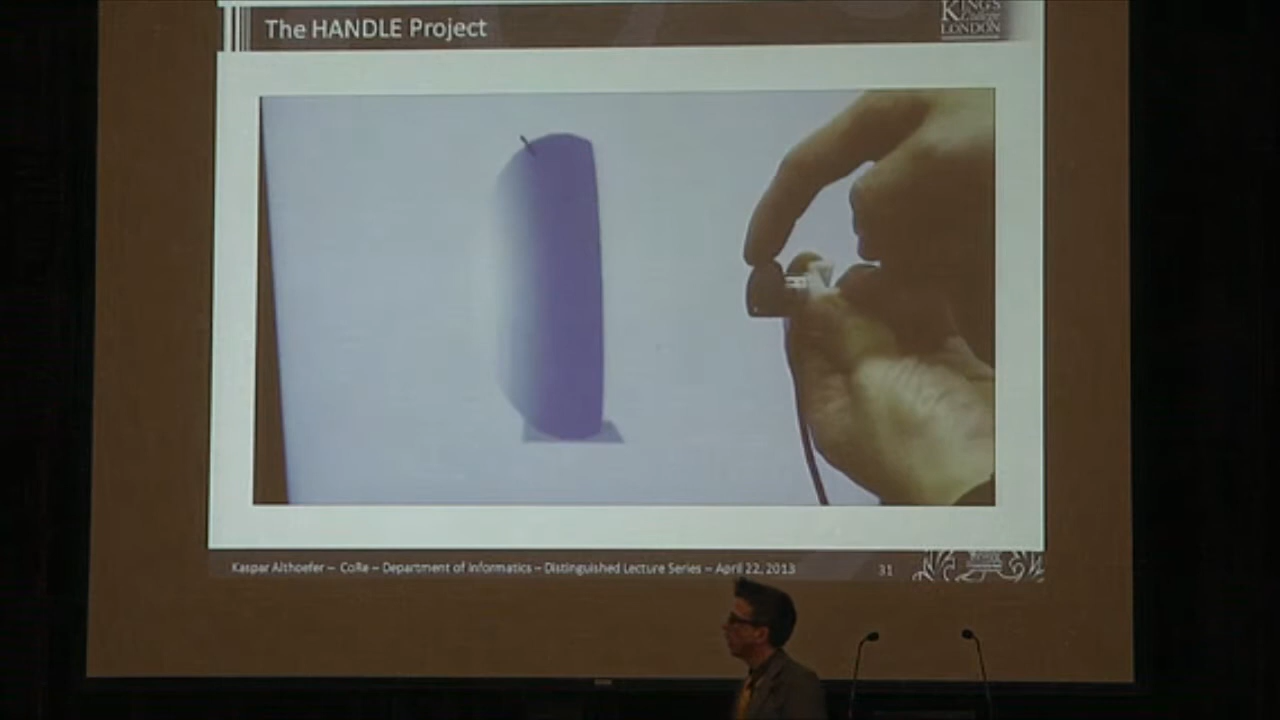 The HANDLE Project
KING'S
College
LONDON
Kaspar Althoefer – CoRe – Department of Informatics – Distinguished Lecture Series – April 22, 2013
31